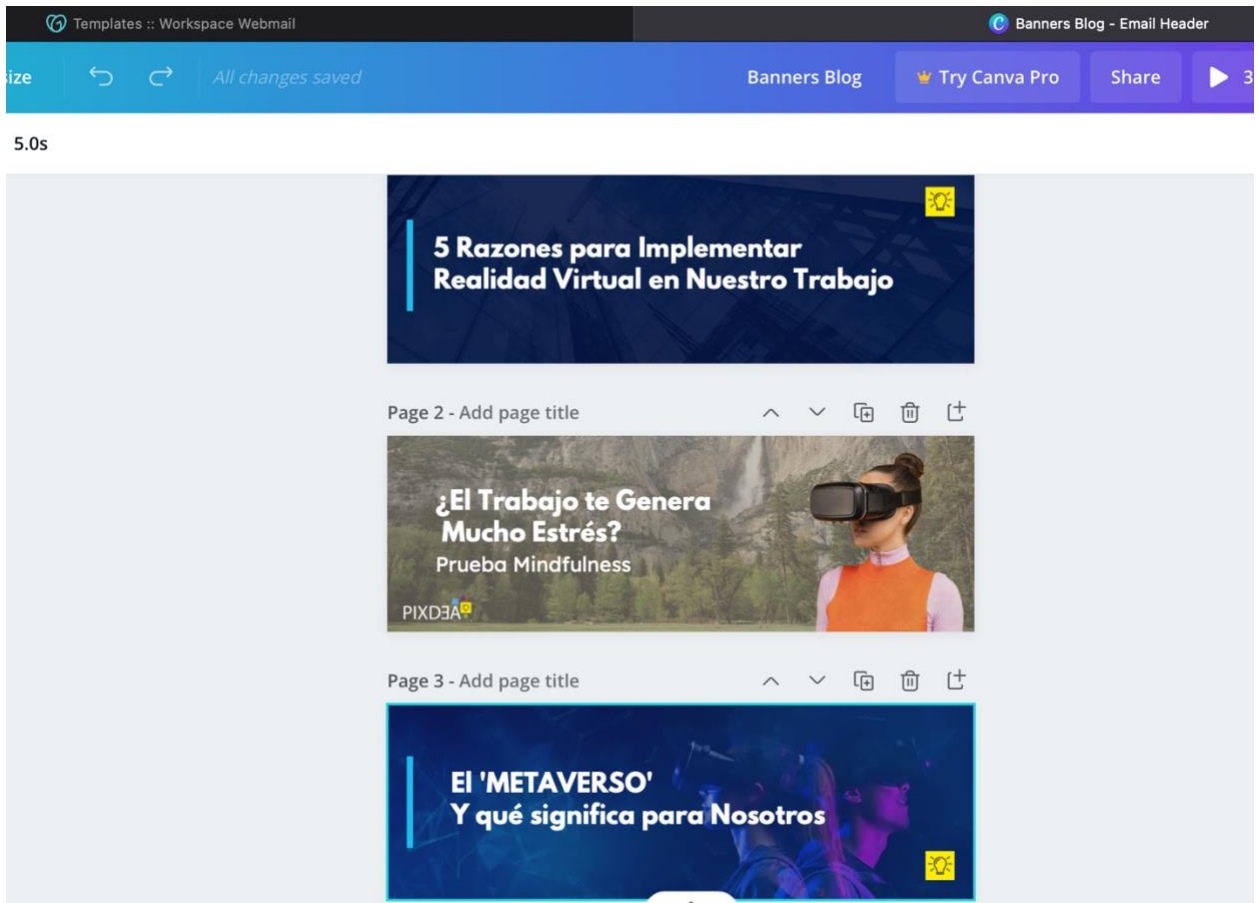 Templates :: Workspace Webmail
Banners Blog - Email Header
size
All changes saved
Banners Blog
Try Canva Pro
Share
3
5.0s
5 Razones para Implementar
Realidad Virtual en Nuestro Trabajo
Page 2 - Add page title
¿El Trabajo te Genera
Mucho Estrés?
Prueba Mindfulness
PIXDEA
Page 3 - Add page title
El 'METAVERSO'
Y qué significa para Nosotros